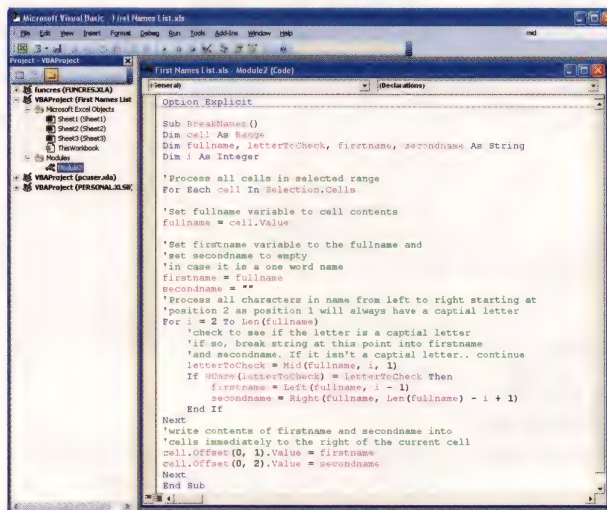 Microsoft Visual Basic - First Names List.xls
File Edit View Insert Format Debug Run Tools Add-Ins Window Help
mid
Project - VBAProject
funcres (FUNCRES.XLA)
VBAProject (First Names List
Microsoft Excel Objects
Sheet1 (Sheet1)
Sheet2 (Sheet2)
Sheet3 (Sheet3)
ThisWorkbook
Modules
Module2
VBAProject (pcuser.xla)
VBAProject (PERSONAL.XLSB)
First Names List.xls - Module2 (Code)
(General) (Declarations)
Option Explicit
Sub BreakNames()
Dim cell As Range
Dim fullname, letterToCheck, firstname, secondname As String
Dim i As Integer
'Process all cells in selected range
For Each cell In Selection.Cells
'Set fullname variable to cell contents
fullname = cell.Value
'Set firstname variable to the fullname and
'set secondname to empty
'in case it is a one word name
firstname = fullname
secondname = ""
'Process all characters in name from left to right starting at
'position 2 as position 1 will always have a captial letter
For i = 2 To Len(fullname)
'check to see if the letter is a captial letter
'if so, break string at this point into firstname
'and secondname. If it isn't a captial letter.. continue
letterToCheck = Mid(fullname, i, 1)
If UCase(letterToCheck) = letterToCheck Then
firstname = Left(fullname, i - 1)
secondname = Right(fullname, Len(fullname) - i + 1)
End If
Next
'write contents of firstname and secondname into
'cells immediately to the right of the current cell
cell.Offset(0, 1).Value = firstname
cell.Offset(0, 2).Value = secondname
Next
End Sub